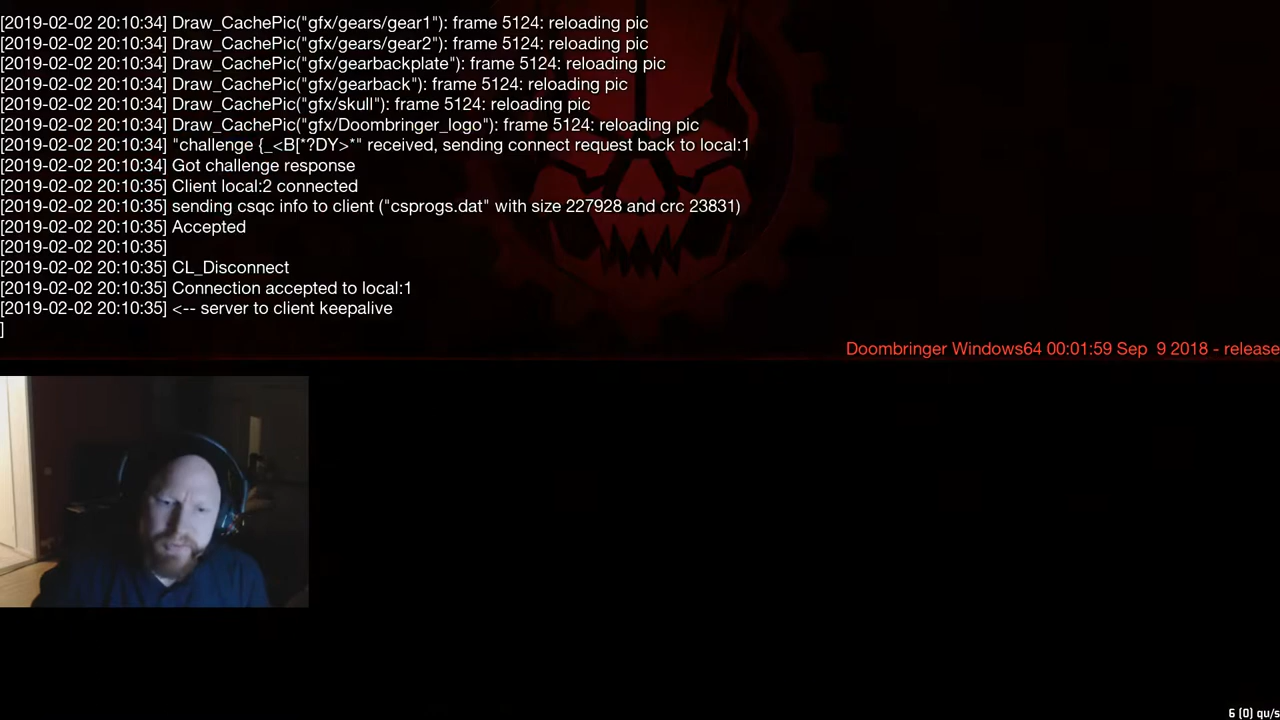 [2019-02-02 20:10:34] Draw_CachePic("gfx/gears/gear1"): frame 5124: reloading pic
[2019-02-02 20:10:34] Draw_CachePic("gfx/gears/gear2"): frame 5124: reloading pic
[2019-02-02 20:10:34] Draw_CachePic("gfx/gearbackplate"): frame 5124: reloading pic
[2019-02-02 20:10:34] Draw_CachePic("gfx/gearback"): frame 5124: reloading pic
[2019-02-02 20:10:34] Draw_CachePic("gfx/skull"): frame 5124: reloading pic
[2019-02-02 20:10:34] Draw_CachePic("gfx/Doombringer_logo"): frame 5124: reloading pic
[2019-02-02 20:10:34] "challenge {_<B[*?DY>*" received, sending connect request back to local:1
[2019-02-02 20:10:34] Got challenge response
[2019-02-02 20:10:35] Client local:2 connected
[2019-02-02 20:10:35] sending csqc info to client ("csprogs.dat" with size 227928 and crc 23831)
[2019-02-02 20:10:35] Accepted
[2019-02-02 20:10:35]
[2019-02-02 20:10:35] CL_Disconnect
[2019-02-02 20:10:35] Connection accepted to local:1
[2019-02-02 20:10:35] <-- server to client keepalive
]
Doombringer Windows64 00:01:59 Sep  9 2018 - release
6 (0) qu/s